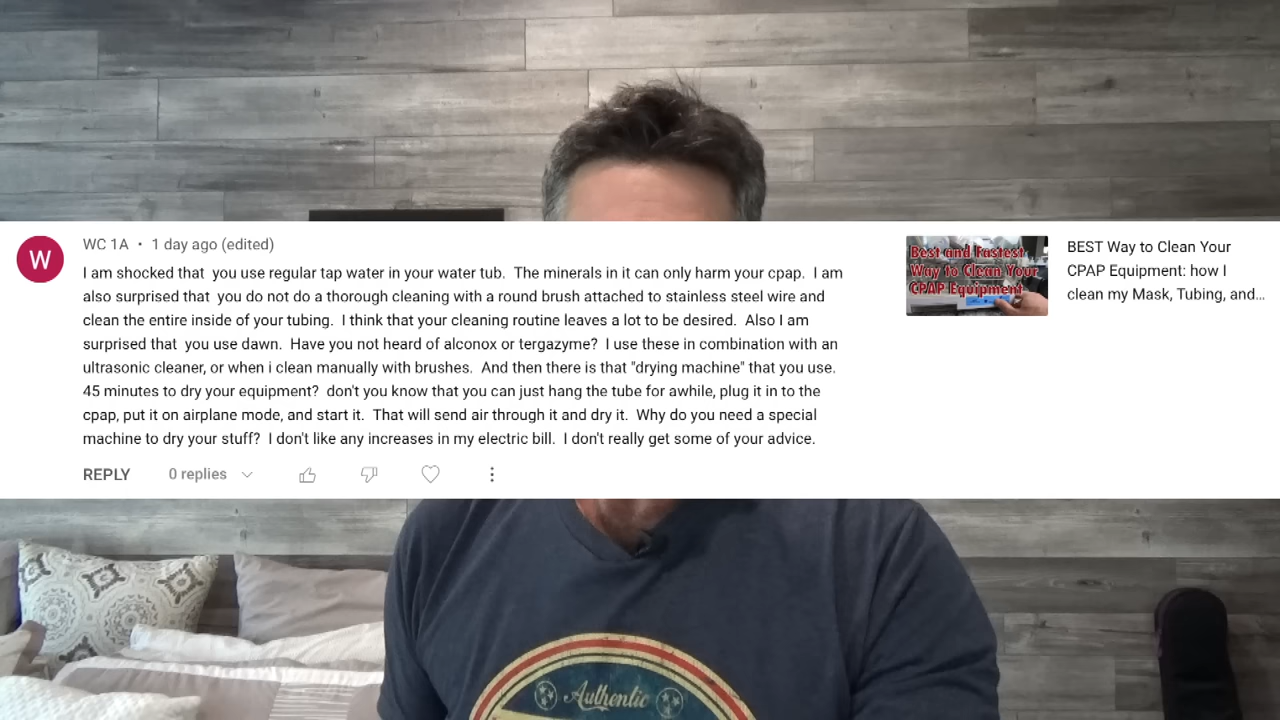 WC 1A • 1 day ago (edited)
I am shocked that you use regular tap water in your water tub. The minerals in it can only harm your cpap. I am
also surprised that you do not do a thorough cleaning with a round brush attached to stainless steel wire and
clean the entire inside of your tubing. I think that your cleaning routine leaves a lot to be desired. Also I am
surprised that you use dawn. Have you not heard of alconox or tergazyme? I use these in combination with an
ultrasonic cleaner, or when i clean manually with brushes. And then there is that "drying machine" that you use.
45 minutes to dry your equipment? don't you know that you can just hang the tube for awhile, plug it in to the
cpap, put it on airplane mode, and start it. That will send air through it and dry it. Why do you need a special
machine to dry your stuff? I don't like any increases in my electric bill. I don't really get some of your advice.
REPLY 0 replies
W
Best and Fastest
Way to Clean Your
CPAP Equipment
BEST Way to Clean Your
CPAP Equipment: how I
clean my Mask, Tubing, and...
Authentic